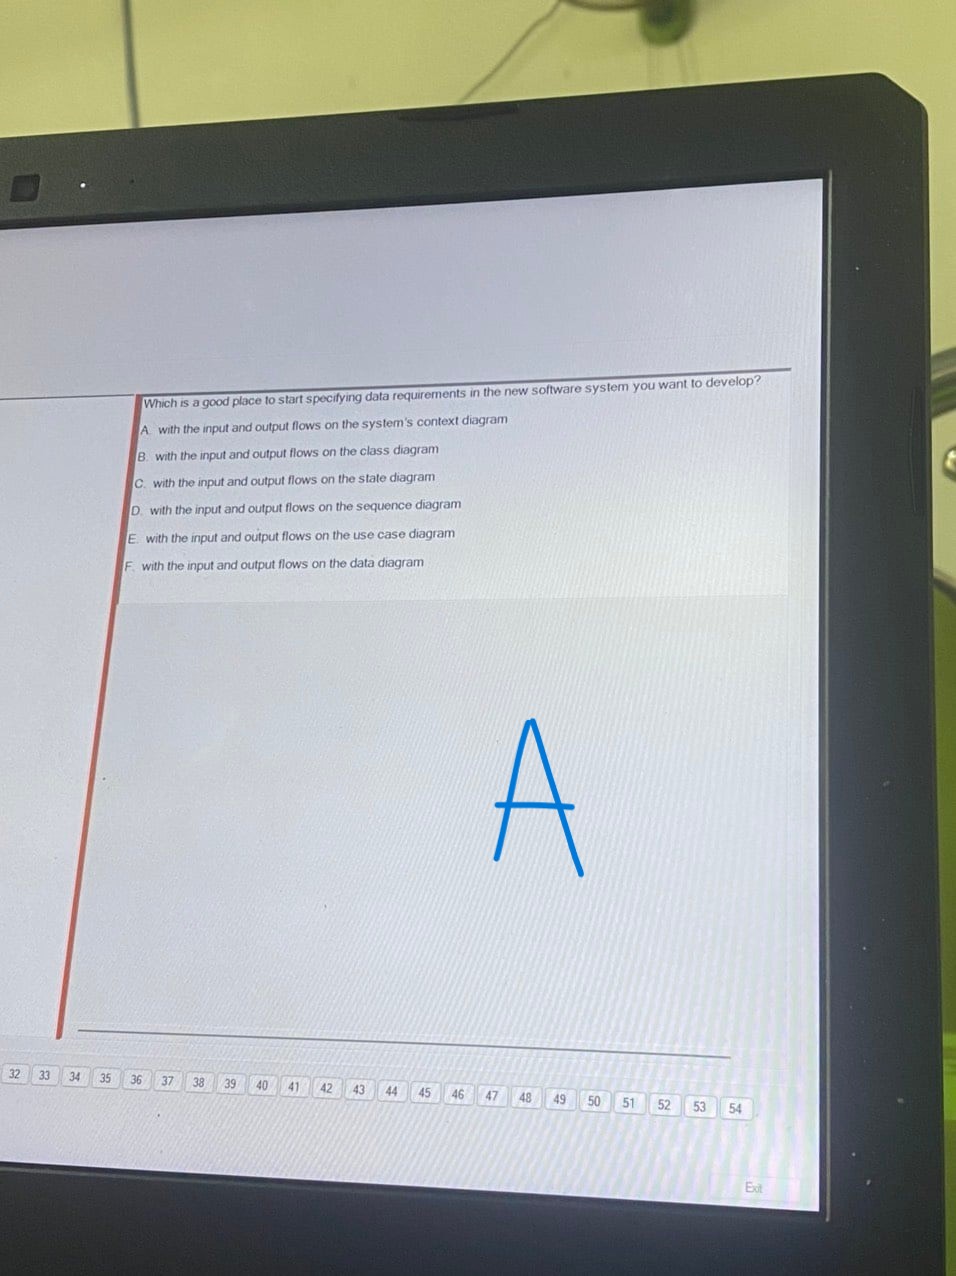 Which is a good place to start specifying data requirements in the new software system you want to develop?
A. with the input and output flows on the system's context diagram
B. with the input and output flows on the class diagram
C. with the input and output flows on the state diagram
D. with the input and output flows on the sequence diagram
E. with the input and output flows on the use case diagram
F. with the input and output flows on the data diagram
A
32 33 34 35 36 37 38 39 40 41 42 43 44 45 46 47 48 49 50 51 52 53 54
Exit